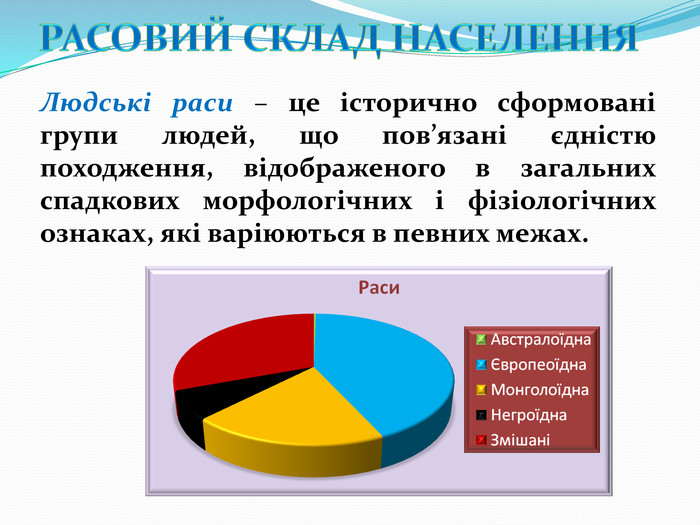 РАСОВИЙ СКЛАД НАСЕЛЕННЯ
Людські раси – це історично сформовані
групи людей, що пов’язані єдністю
походження, відображеного в загальних
спадкових морфологічних і фізіологічних
ознаках, які варіюються в певних межах.
Раси
Австралоїдна
Європеоїдна
Монголоїдна
Негроїдна
Змішані